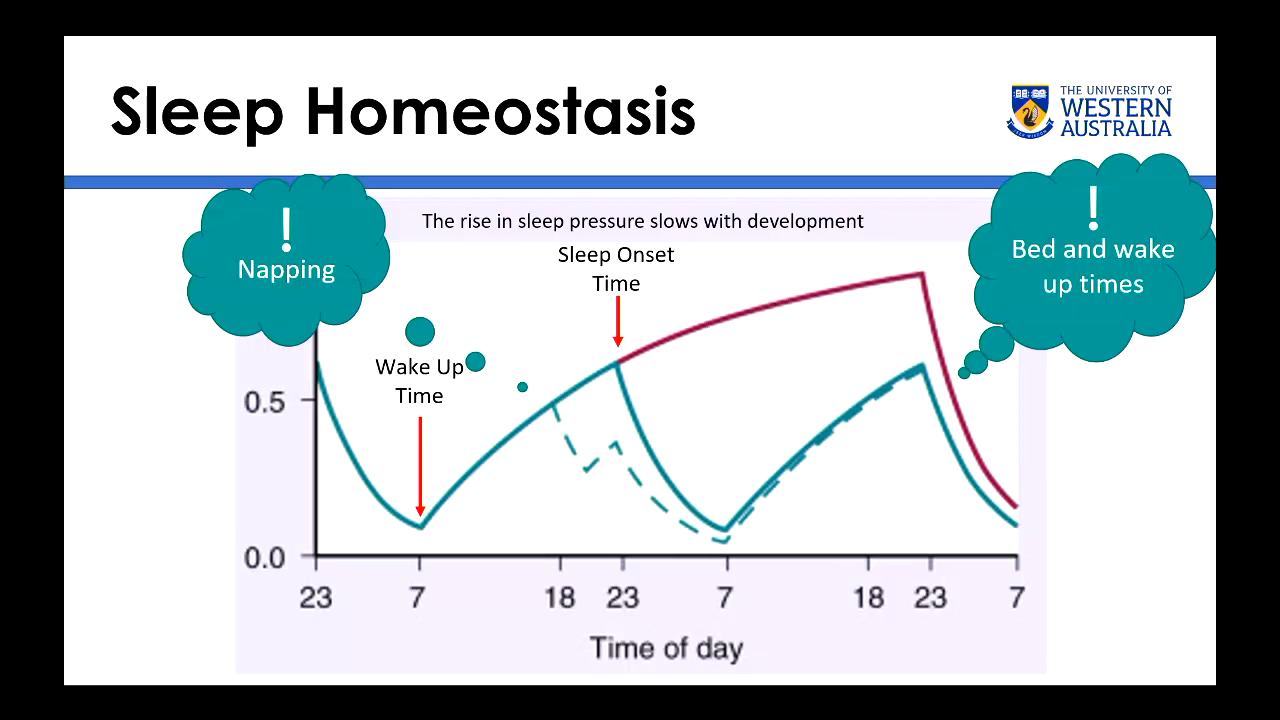 Sleep Homeostasis
THE UNIVERSITY OF
WESTERN
AUSTRALIA
!
Napping
The rise in sleep pressure slows with development
Sleep Onset
Time
!
Bed and wake
up times
Wake Up
Time
0.5
0.0
23 7 18 23 7 18 23 7
Time of day